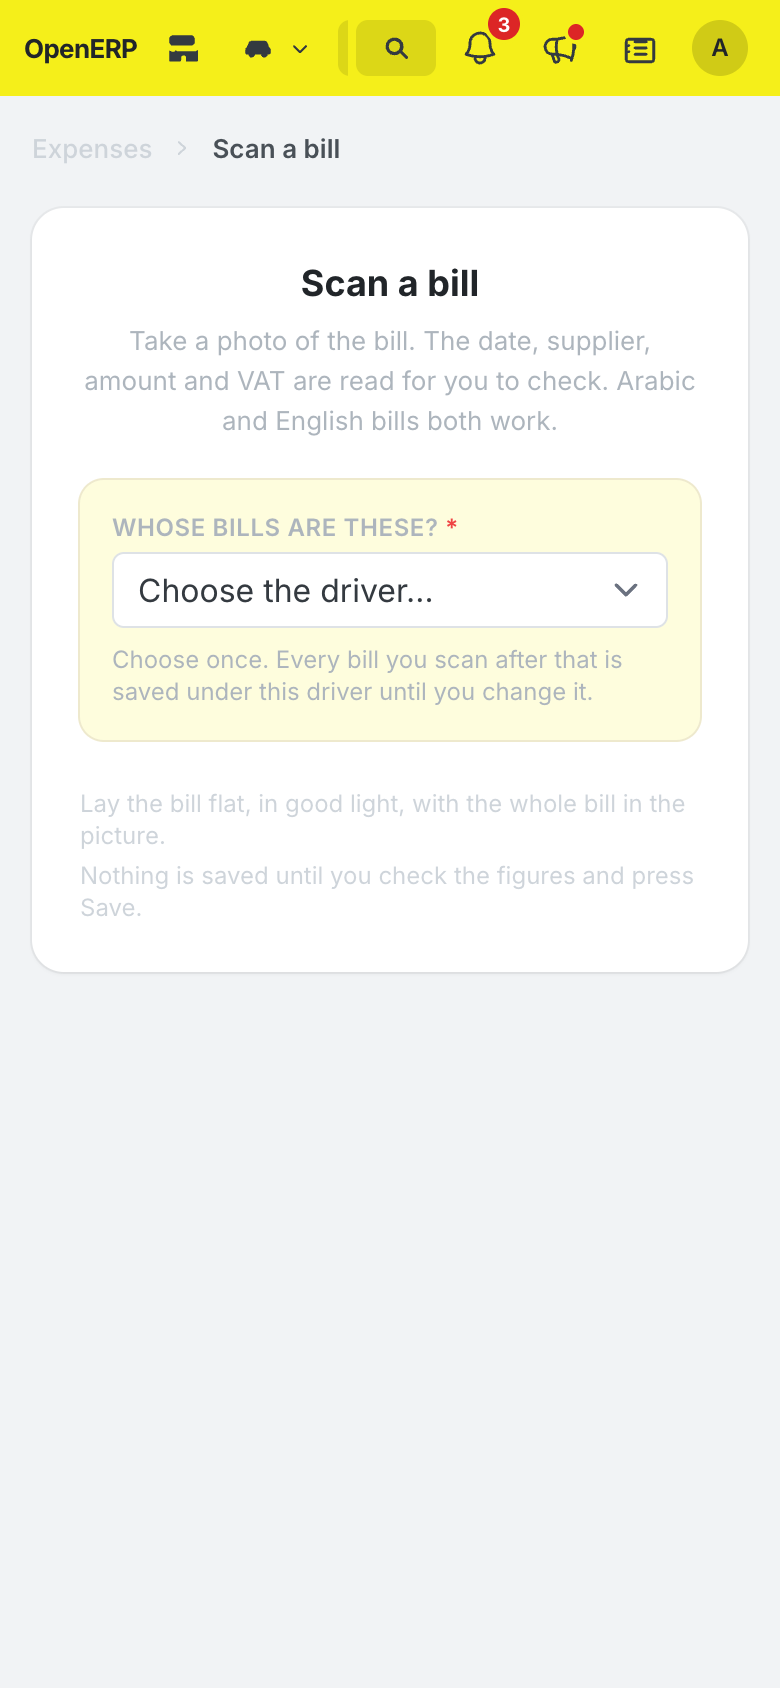 OpenERP
3
A
Expenses
Scan a bill
Scan a bill
Take a photo of the bill. The date, supplier,
amount and VAT are read for you to check. Arabic
and English bills both work.
WHOSE BILLS ARE THESE? *
Choose the driver...
Choose once. Every bill you scan after that is
saved under this driver until you change it.
Lay the bill flat, in good light, with the whole bill in the
picture.
Nothing is saved until you check the figures and press
Save.